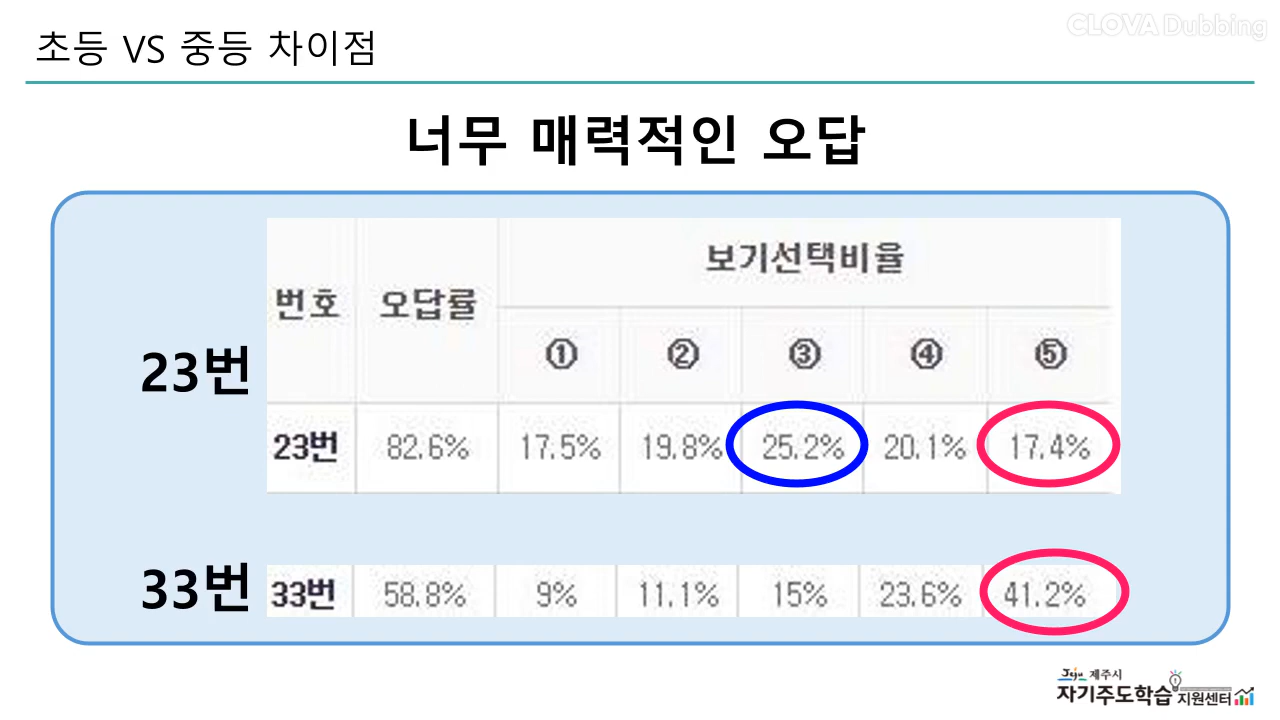 CLOVA Dubbing
초등 VS 중등 차이점
너무 매력적인 오답
번호 오답률 보기선택비율
① ② ③ ④ ⑤
23번
23번 82.6% 17.5% 19.8% 25.2% 20.1% 17.4%
33번
33번 58.8% 9% 11.1% 15% 23.6% 41.2%
Jeju 제주시
자기주도학습 지원센터